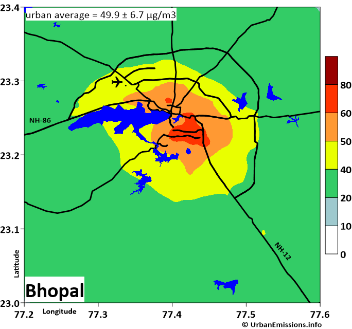 23.4
urban average = 49.9 ± 6.7 µg/m3
23.3
80
60
NH-86
50
40
23.2
20
10
23.1
0
NH-12
Latitude
Bhopal
23.0
77.2
Longitude
77.3
77.4
77.5
77.6
© UrbanEmissions.info